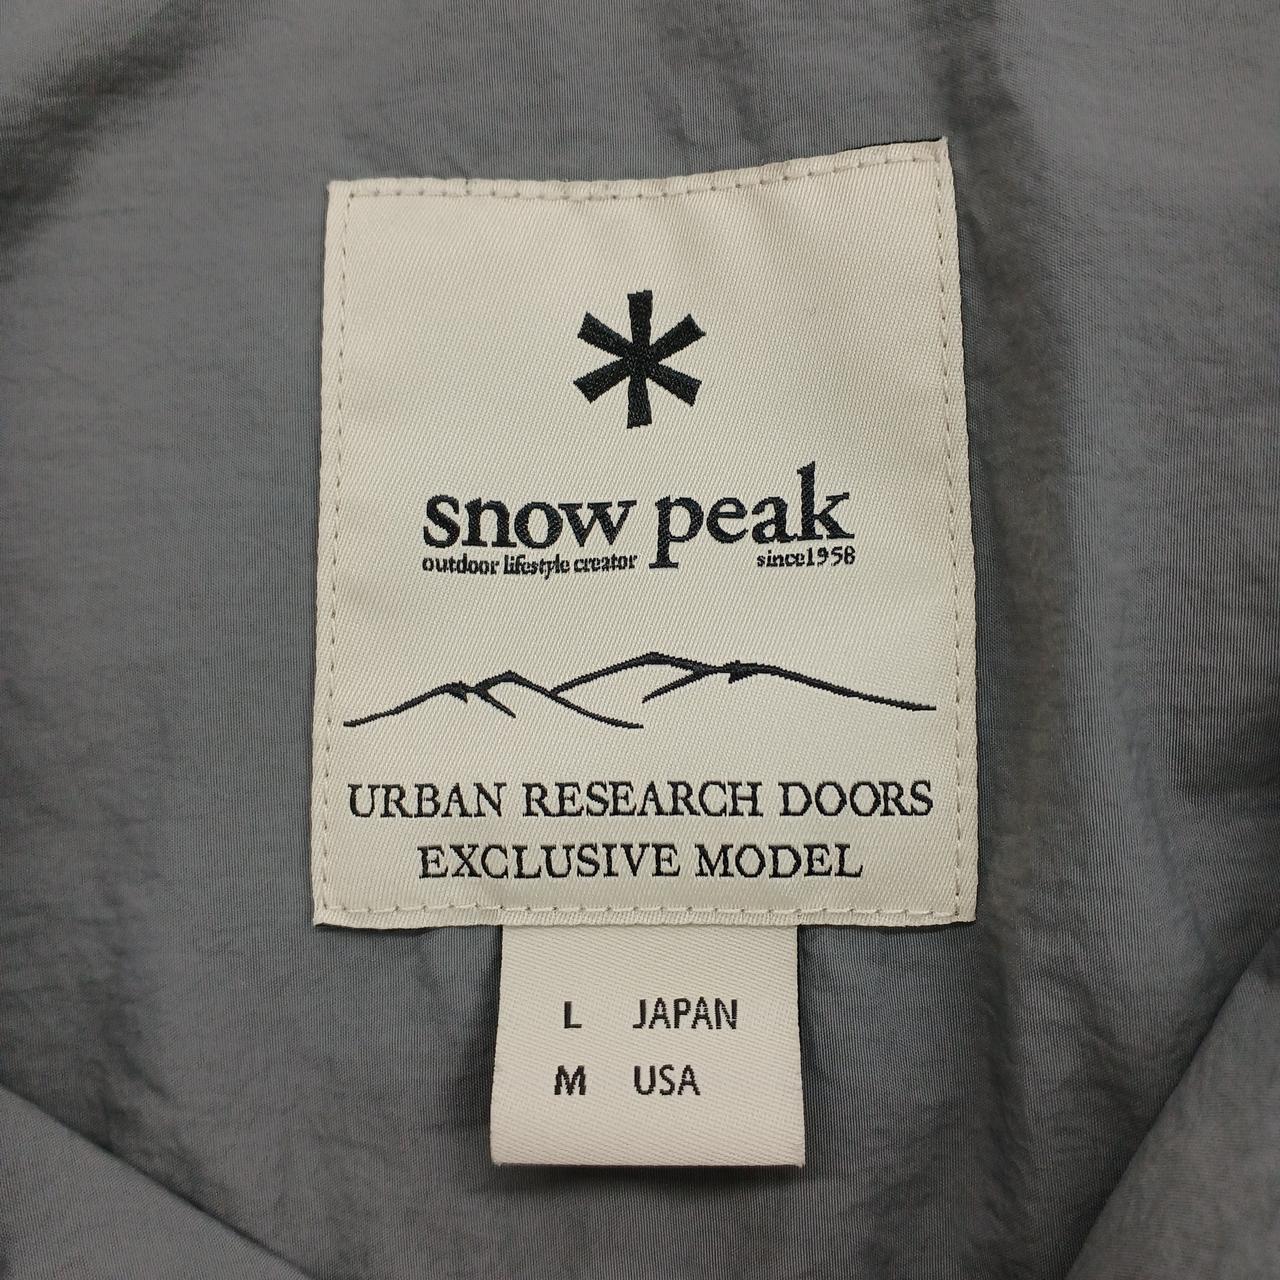 snow peak
outdoor lifestyle creator since1958
URBAN RESEARCH DOORS
EXCLUSIVE MODEL
L JAPAN
M USA